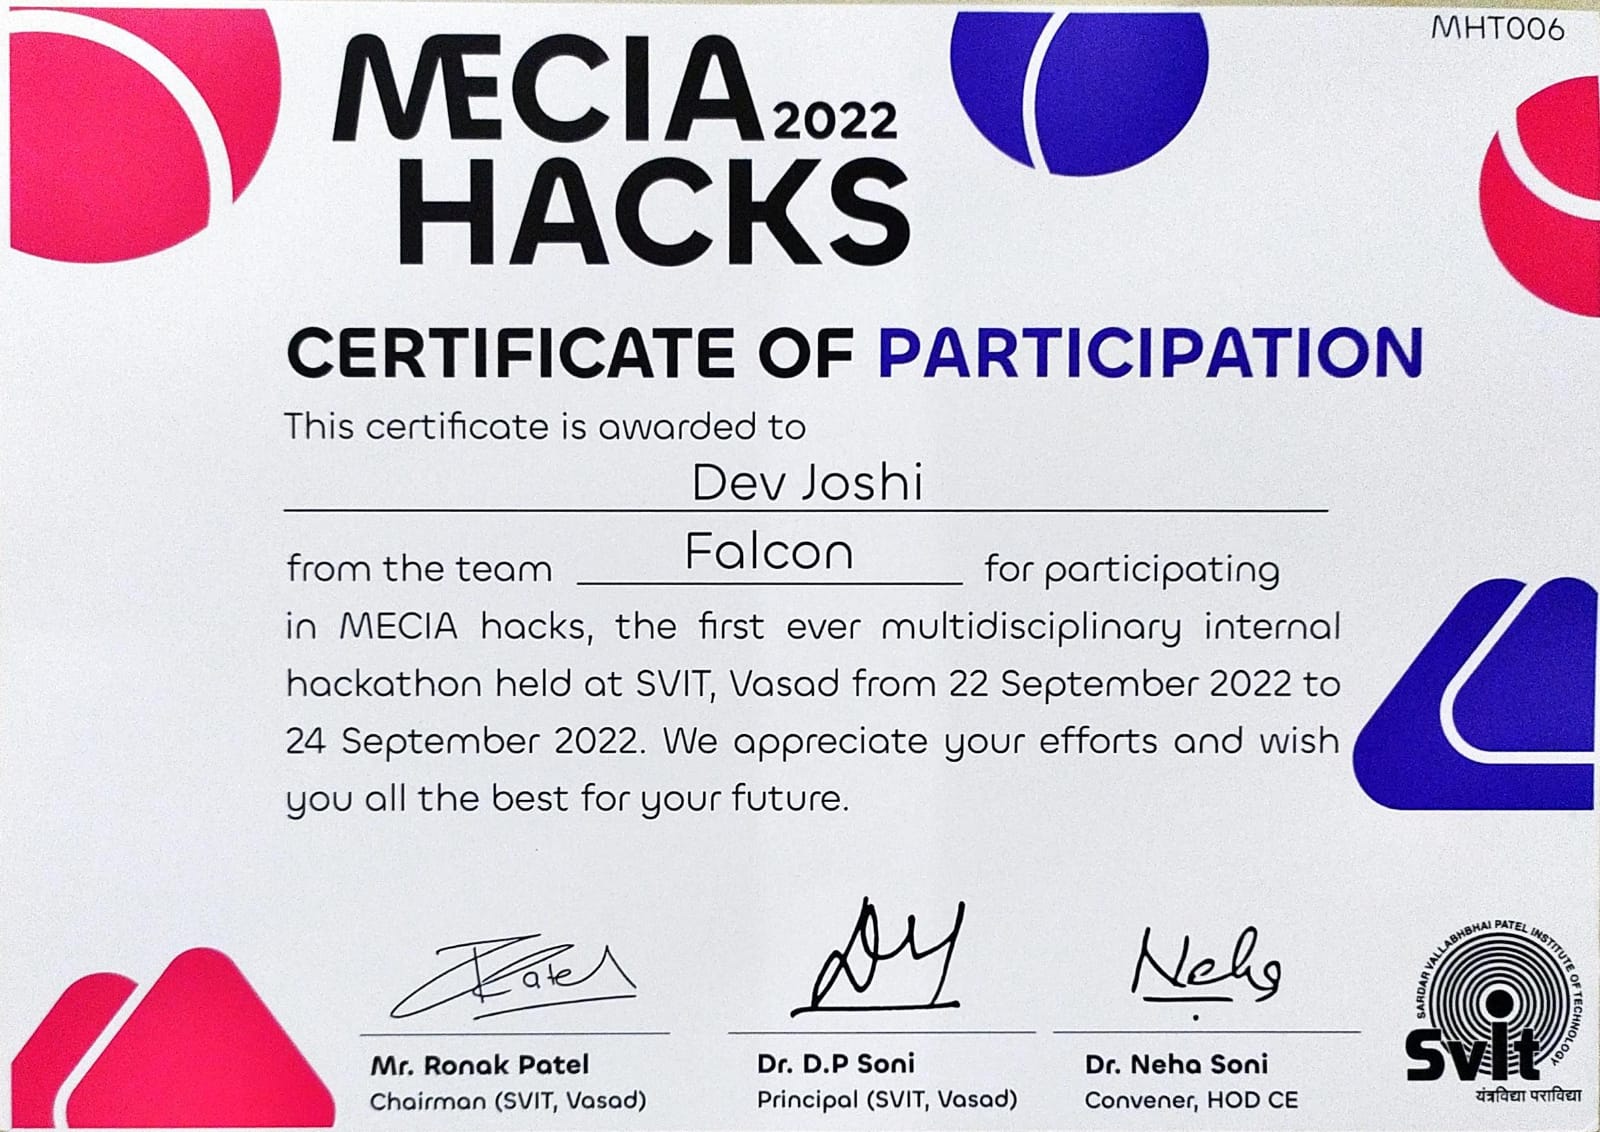 MHT006
MECIA 2022
HACKS
CERTIFICATE OF PARTICIPATION
This certificate is awarded to
Dev Joshi
from the team Falcon for participating
in MECIA hacks, the first ever multidisciplinary internal
hackathon held at SVIT, Vasad from 22 September 2022 to
24 September 2022. We appreciate your efforts and wish
you all the best for your future.
Patel
Neha
Mr. Ronak Patel
Chairman (SVIT, Vasad)
Dr. D.P Soni
Principal (SVIT, Vasad)
Dr. Neha Soni
Convener, HOD CE
SARDAR VALLABHBHAI PATEL INSTITUTE OF TECHNOLOGY
svit
यंत्रविद्या पराविद्या